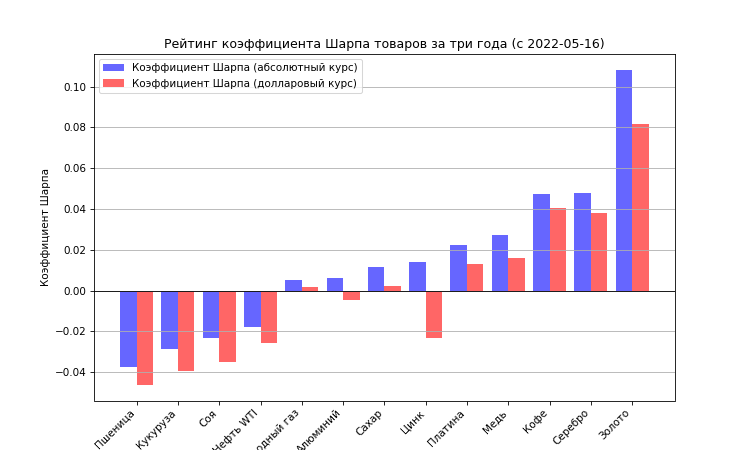 Рейтинг коэффициента Шарпа товаров за три года (с 2022-05-16)
Коэффициент Шарпа (абсолютный курс)
Коэффициент Шарпа (долларовый курс)
Коэффициент Шарпа
0.10
0.08
0.06
0.04
0.02
0.00
−0.02
−0.04
Пшеница
Кукуруза
Соя
Нефть WTI
одный газ
Алюминий
Сахар
Цинк
Платина
Медь
Кофе
Серебро
Золото